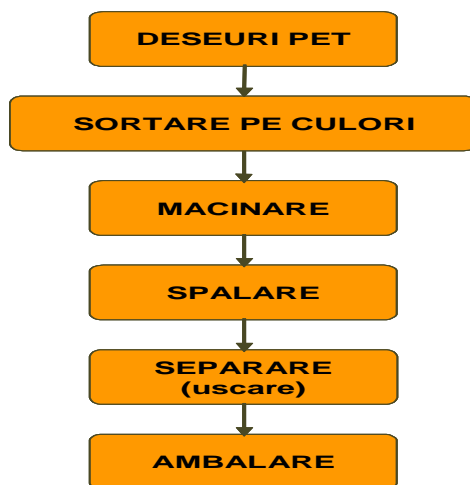 DESEURI PET
SORTARE PE CULORI
MACINARE
SPALARE
SEPARARE
(uscare)
AMBALARE